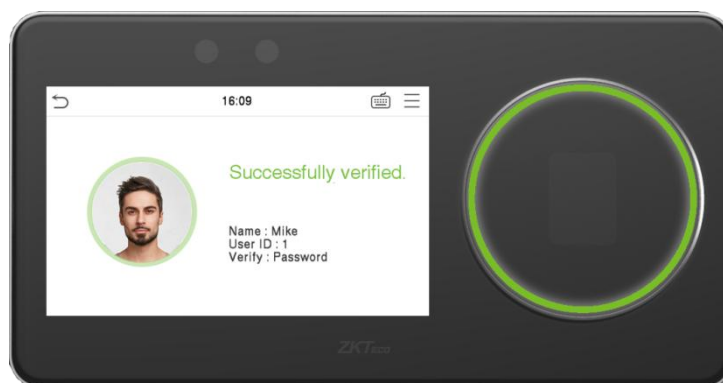 16:09
Successfully verified.
Name : Mike
User ID : 1
Verify : Password
ZKTeco